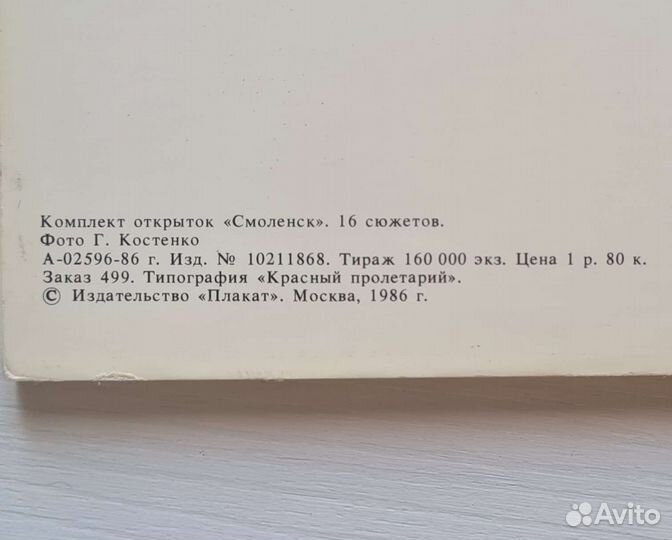 Комплект открыток «Смоленск». 16 сюжетов.
Фото Г. Костенко
А-02596-86 г. Изд. № 10211868. Тираж 160 000 экз. Цена 1 р. 80 к.
Заказ 499. Типография «Красный пролетарий».
© Издательство «Плакат». Москва, 1986 г.
Avito